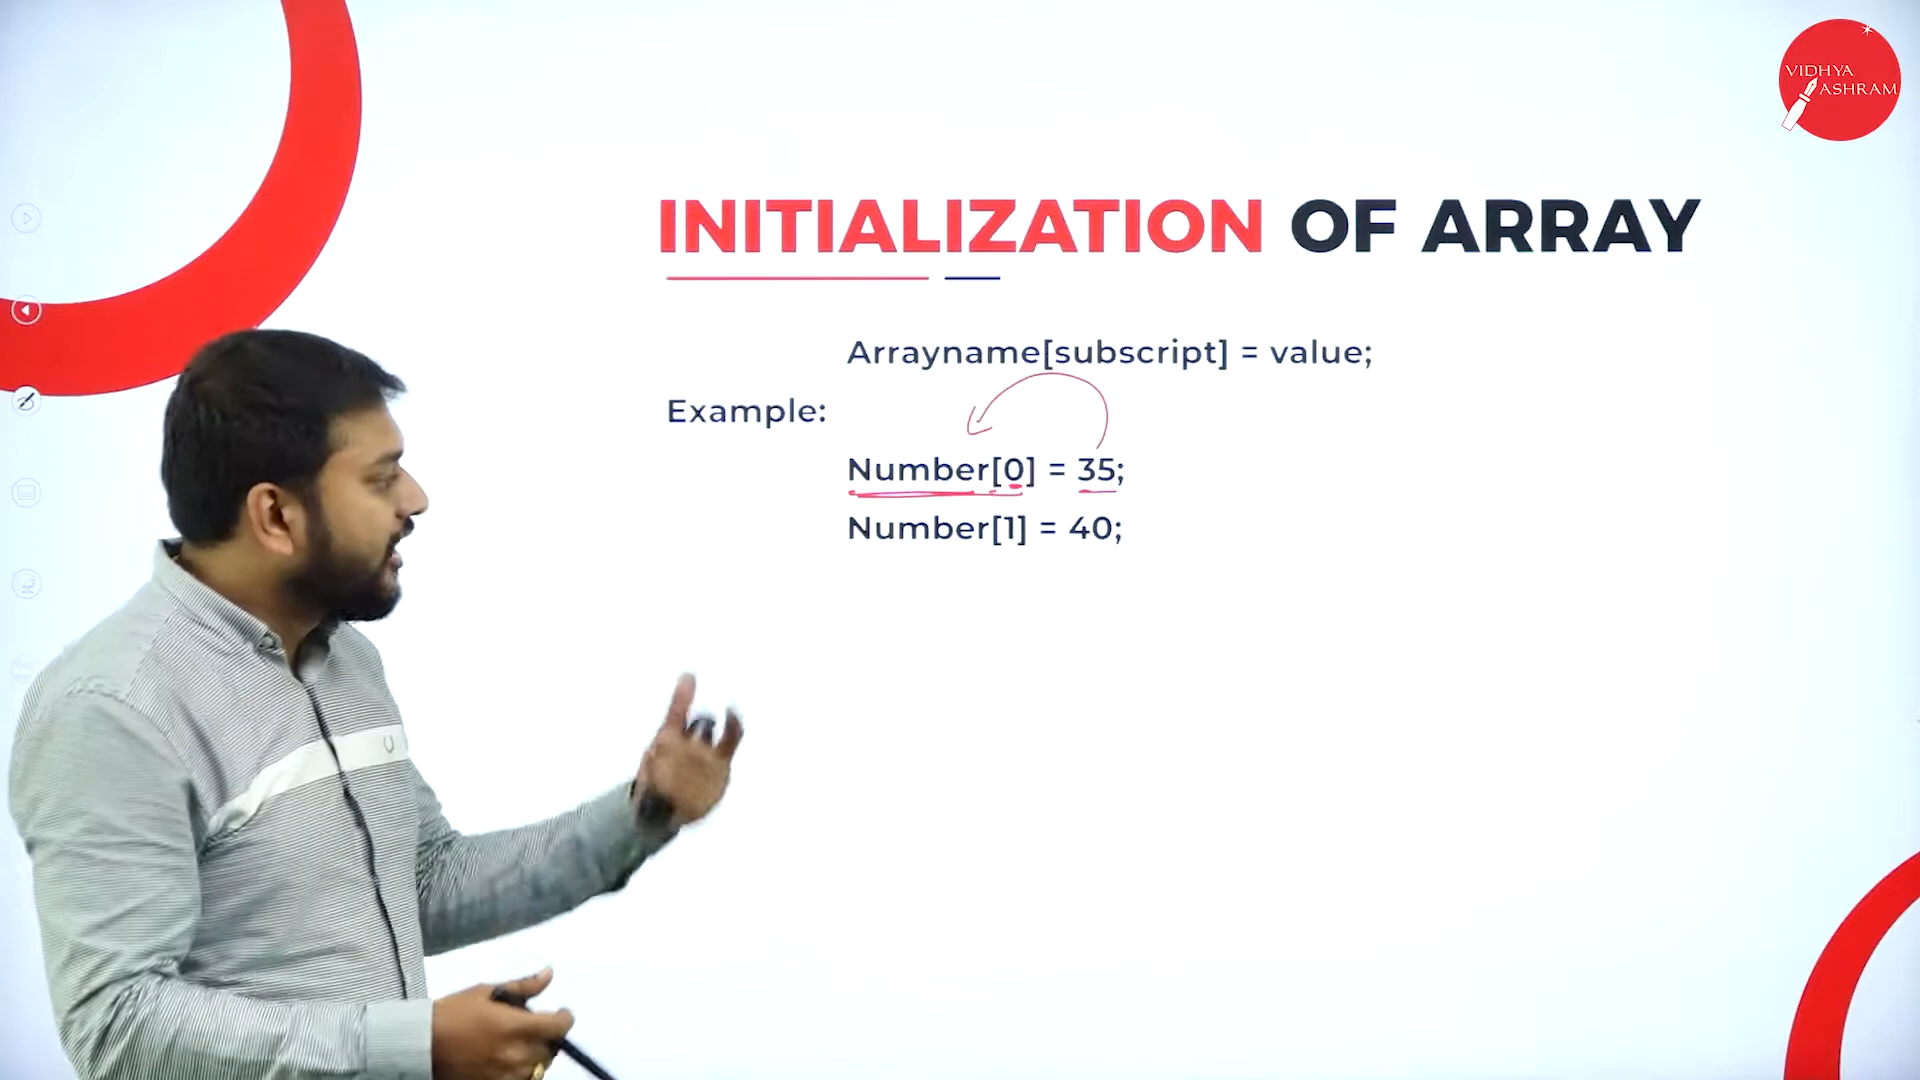 VIDHYA
ASHRAM
INITIALIZATION OF ARRAY
Arrayname[subscript] = value;
Example:
Number[0] = 35;
Number[1] = 40;